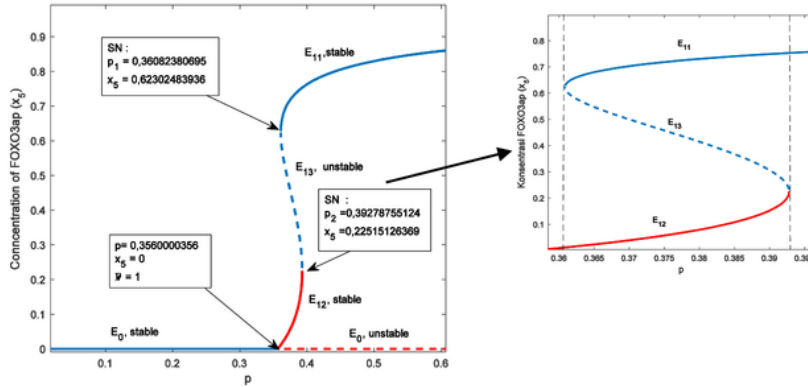 Conncentration of FOXO3ap (x5)
0.9
0.8
0.7
0.6
0.5
0.4
0.3
0.2
0.1
0
SN :
p1 = 0,36082380695
x5 = 0,62302483936
E11,stable
E13, unstable
SN :
p2 =0,39278755124
x5 =0,22515126369
p= 0,3560000356
x5 = 0
= 1
E12, stable
E0, stable
E0, unstable
0.1 0.2 0.3 0.4 0.5 0.6
p
Konsentrasi FOXO3ap (x5)
0.8
0.7
0.6
0.5
0.4
0.3
0.2
0.1
E11
E13
E12
0.36 0.365 0.37 0.375 0.38 0.385 0.39 0.395
p